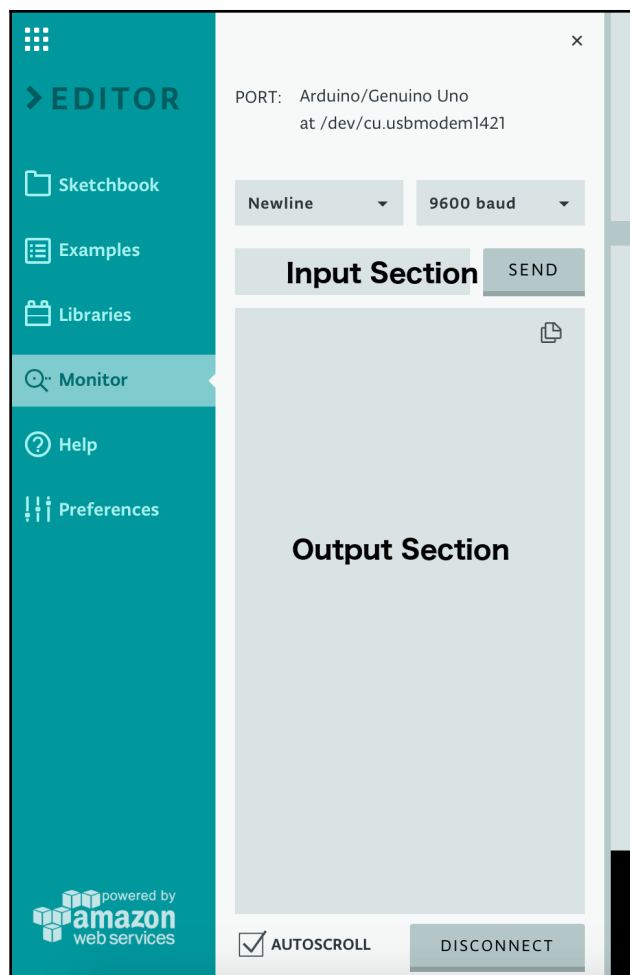 EDITOR
Sketchbook
Examples
Libraries
Monitor
Help
Preferences
powered by
amazon
web services
PORT: Arduino/Genuino Uno
at /dev/cu.usbmodem1421
Newline 9600 baud
Input Section SEND
Output Section
AUTOSCROLL DISCONNECT